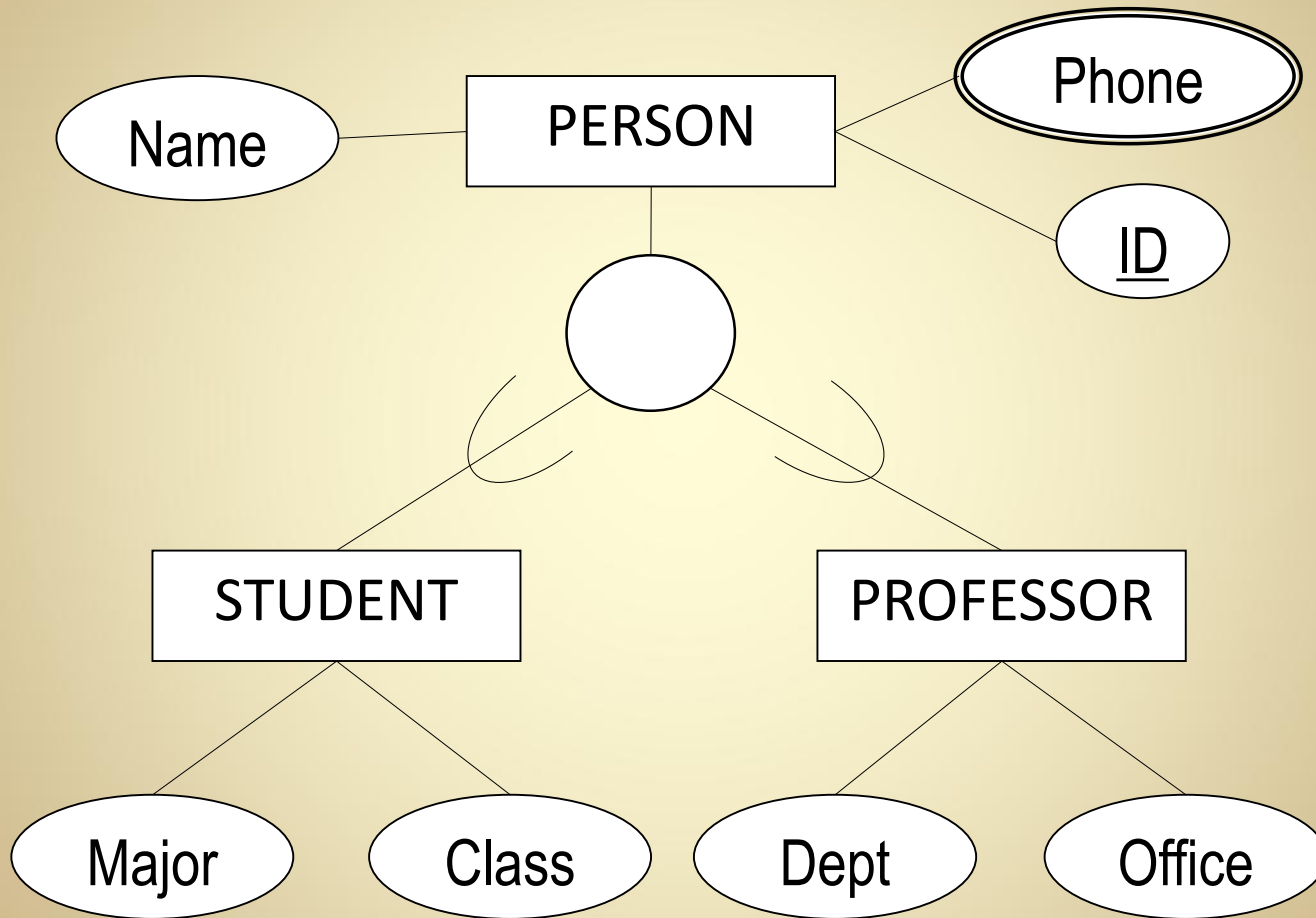 Phone
PERSON
Name
ID
STUDENT
PROFESSOR
Major
Class
Dept
Office